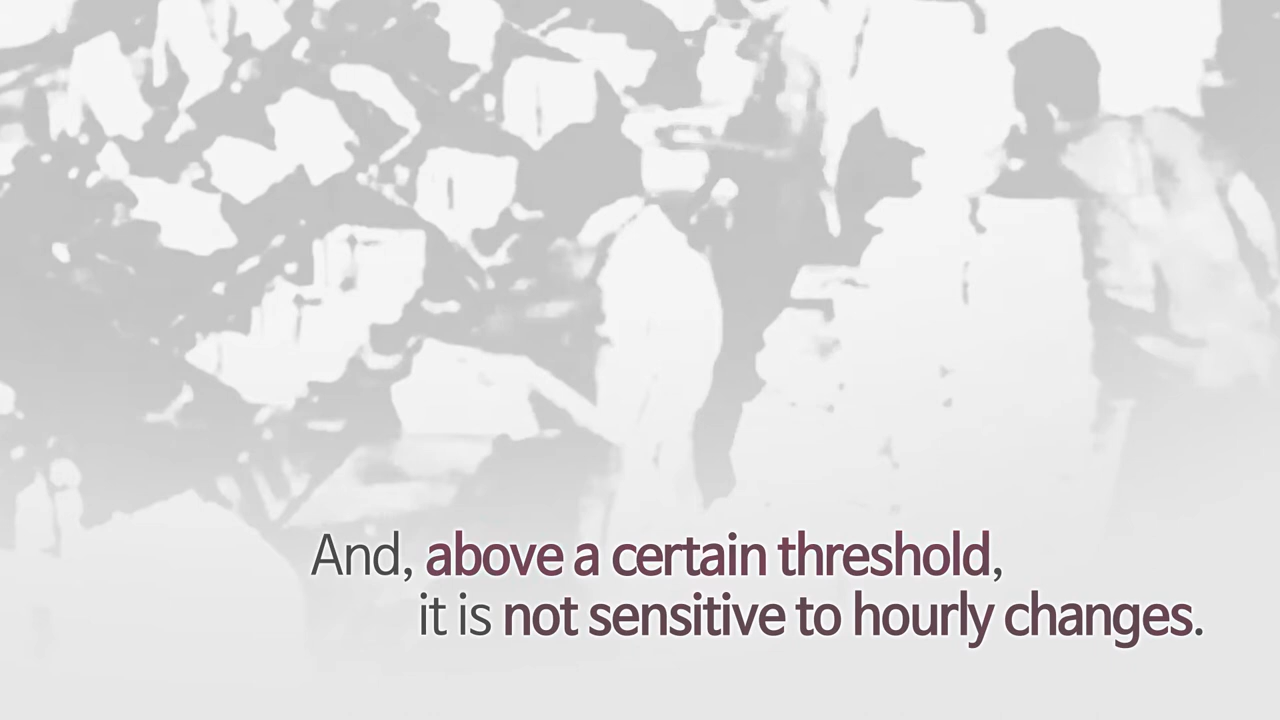 And, above a certain threshold,
it is not sensitive to hourly changes.